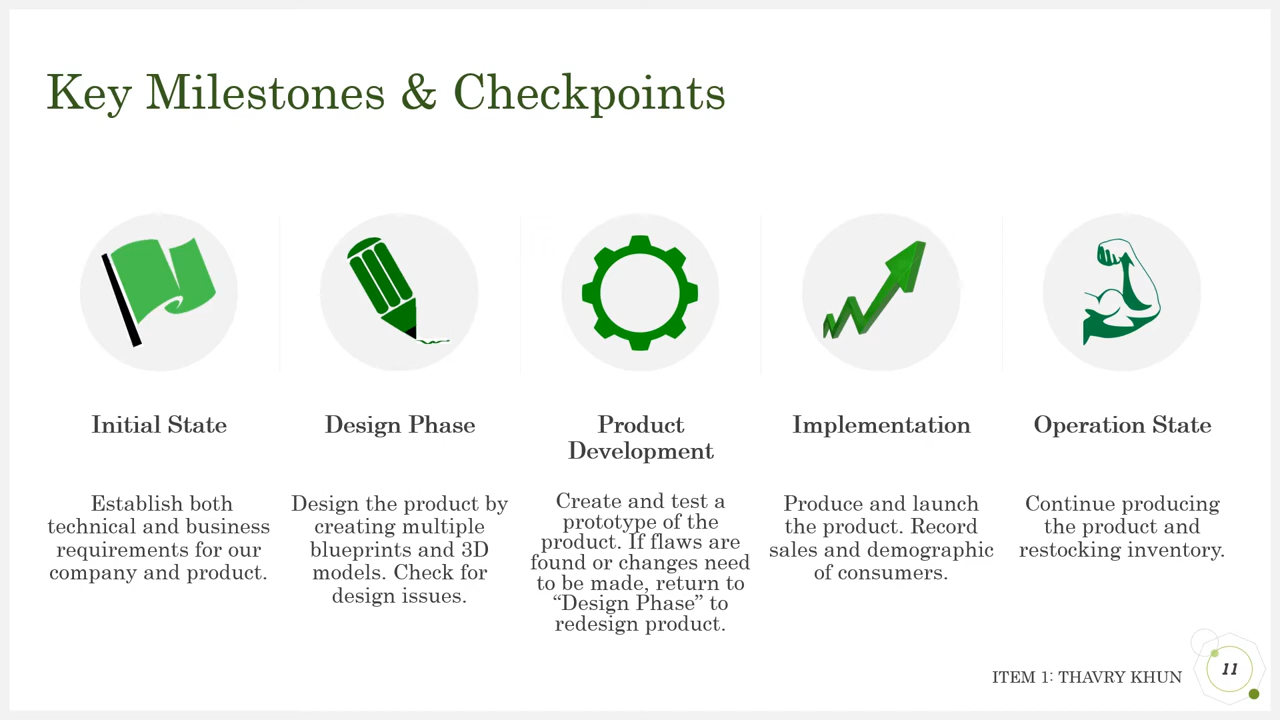 Key Milestones & Checkpoints
Initial State
Establish both
technical and business
requirements for our
company and product.
Design Phase
Design the product by
creating multiple
blueprints and 3D
models. Check for
design issues.
Product
Development
Create and test a
prototype of the
product. If flaws are
found or changes need
to be made, return to
“Design Phase” to
redesign product.
Implementation
Produce and launch
the product. Record
sales and demographic
of consumers.
Operation State
Continue producing
the product and
restocking inventory.
ITEM 1: THAVRY KHUN
11